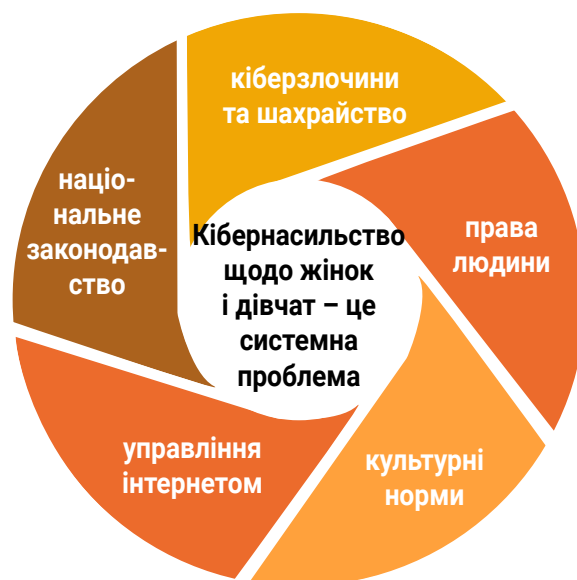 кіберзлочини
та шахрайство
права
людини
культурні
норми
управління
інтернетом
націо-
нальне
законодав-
ство
Кібернасильство
щодо жінок
і дівчат – це
системна
проблема